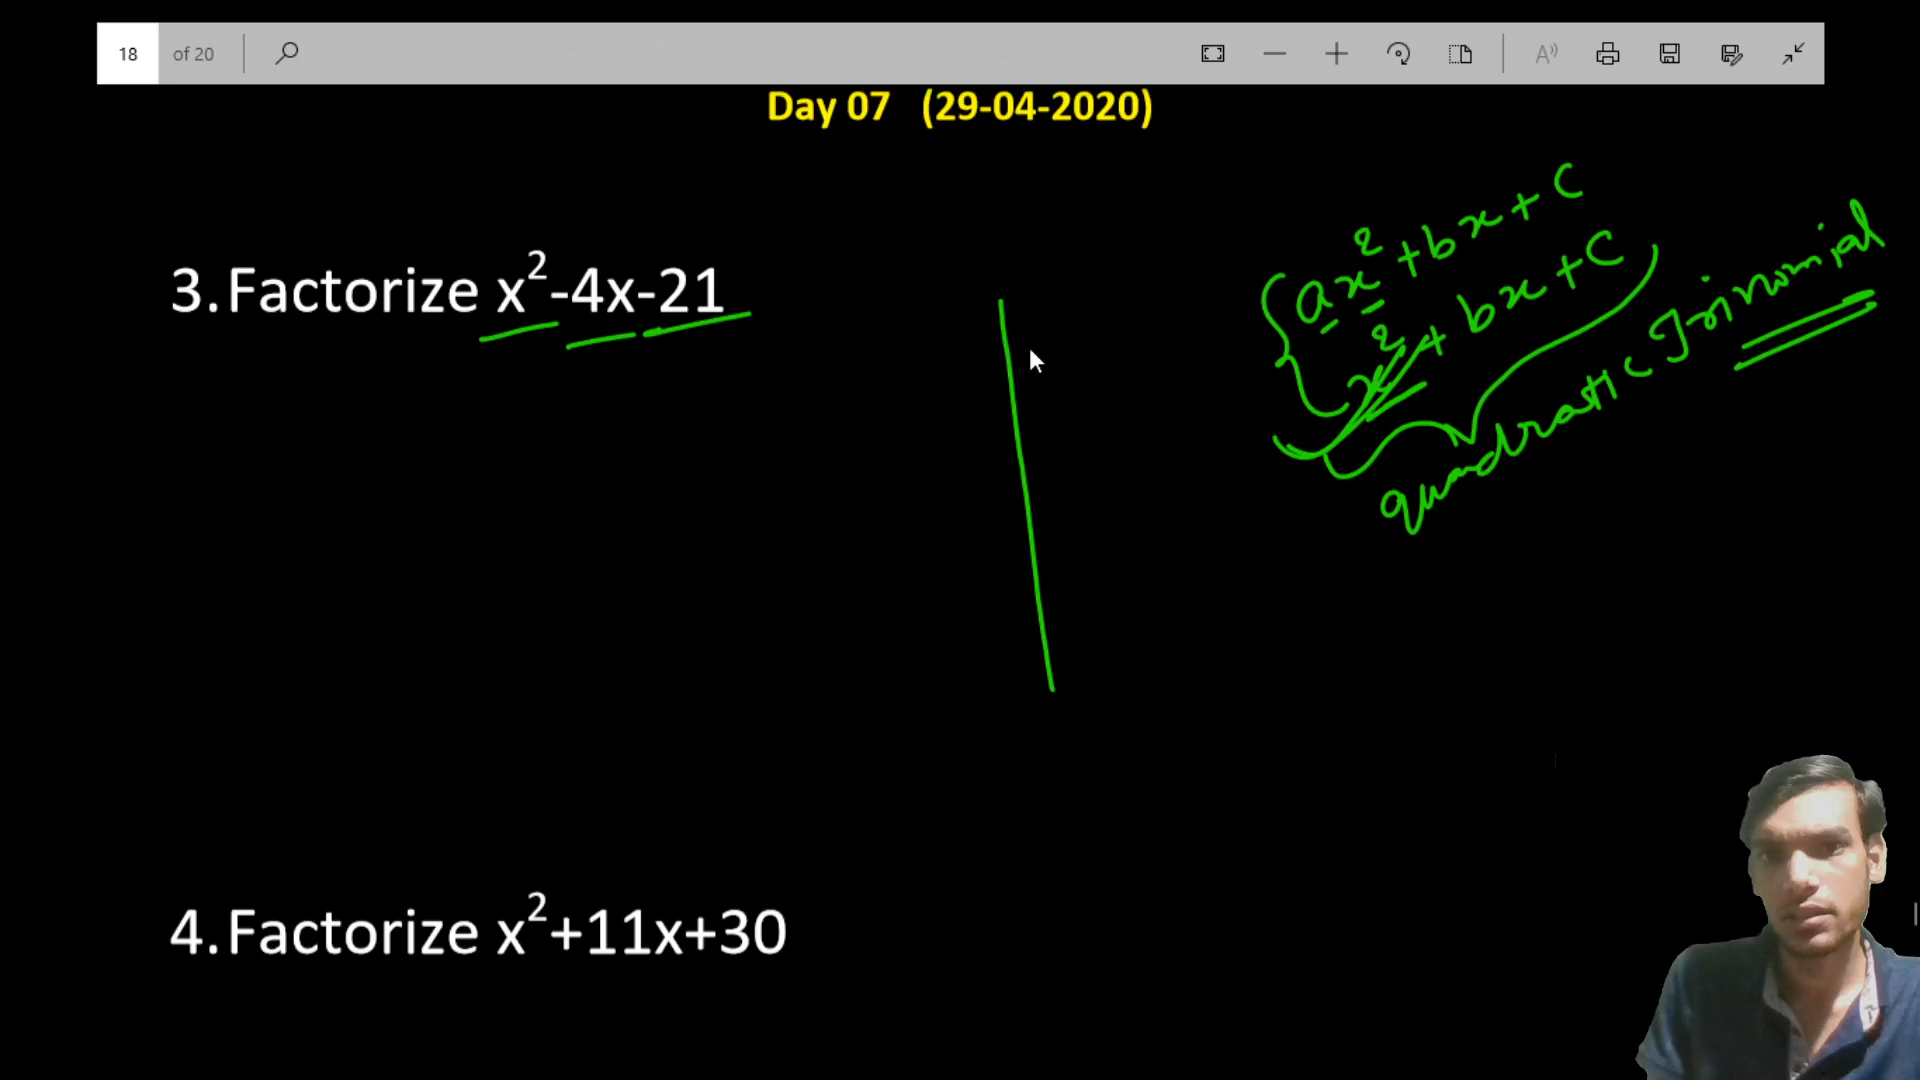 18 of 20
Day 07 (29-04-2020)
3. Factorize x²-4x-21
ax²+bx+c
x²+bx+c
quadratic Trinomial
4. Factorize x²+11x+30